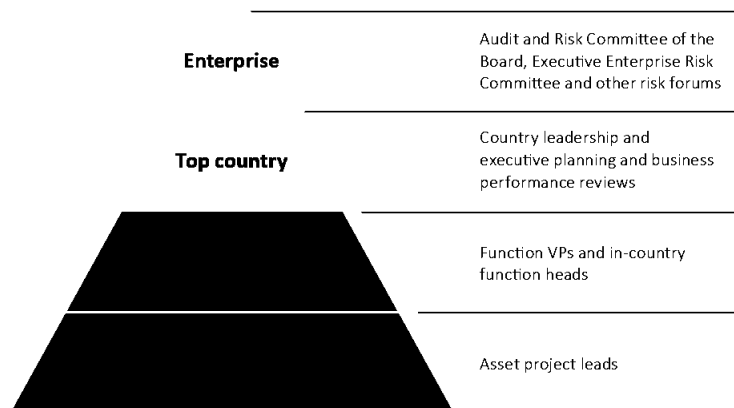 Enterprise
Audit and Risk Committee of the
Board, Executive Enterprise Risk
Committee and other risk forums
Top country
Country leadership and
executive planning and business
performance reviews
Function VPs and in-country
function heads
Asset project leads